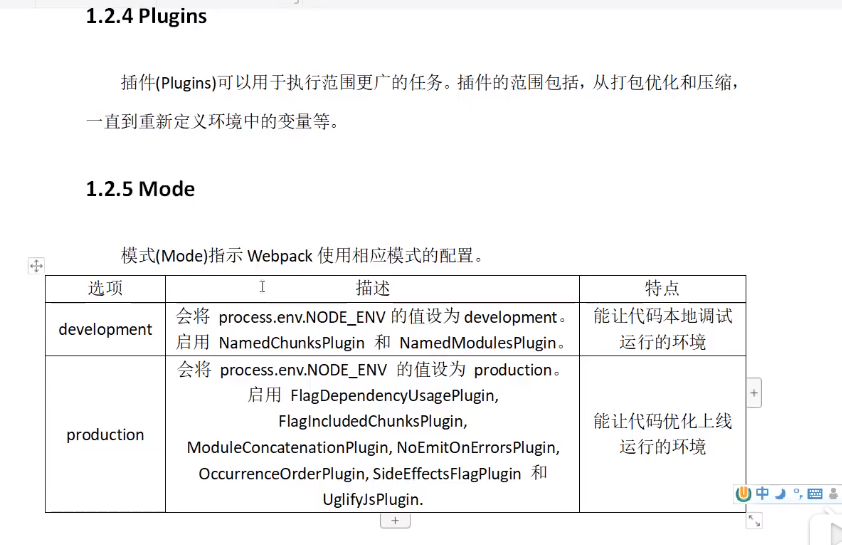 1.2.4 Plugins
插件(Plugins)可以用于执行范围更广的任务。插件的范围包括，从打包优化和压缩，
一直到重新定义环境中的变量等。
1.2.5 Mode
模式(Mode)指示 Webpack 使用相应模式的配置。
选项 描述 特点
development
会将 process.env.NODE_ENV 的值设为 development。
启用 NamedChunksPlugin 和 NamedModulesPlugin。
能让代码本地调试
运行的环境
production
会将 process.env.NODE_ENV 的值设为 production。
启用 FlagDependencyUsagePlugin,
FlagIncludedChunksPlugin,
ModuleConcatenationPlugin, NoEmitOnErrorsPlugin,
OccurrenceOrderPlugin, SideEffectsFlagPlugin 和
UglifyJsPlugin.
能让代码优化上线
运行的环境
中